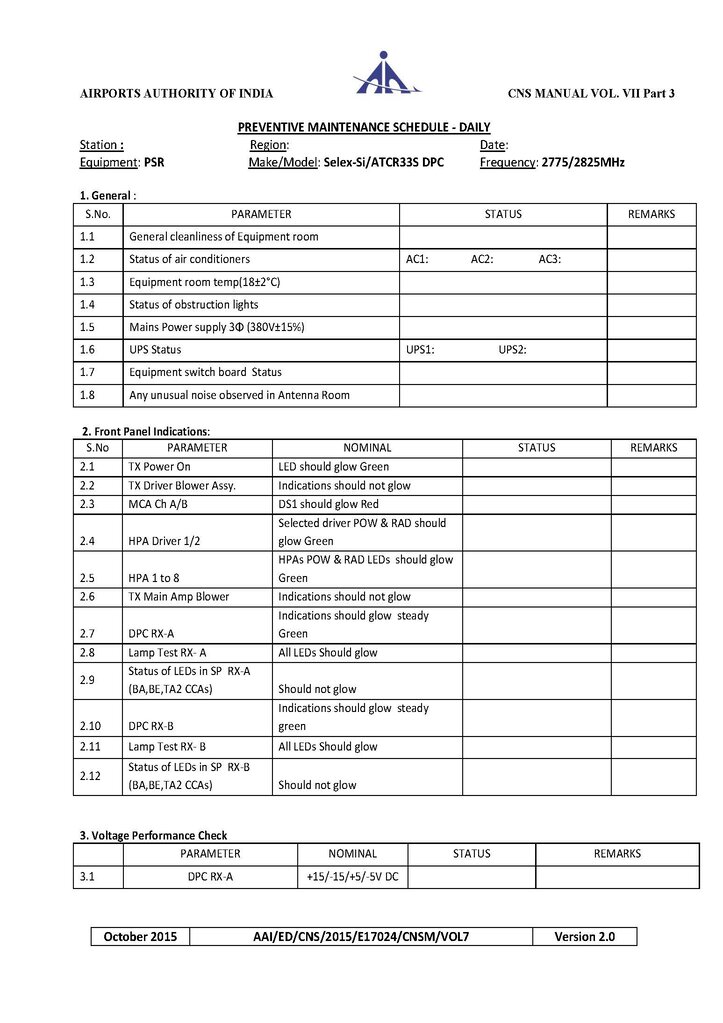 AIRPORTS AUTHORITY OF INDIA CNS MANUAL VOL. VII Part 3
PREVENTIVE MAINTENANCE SCHEDULE - DAILY
Station : Region: Date:
Equipment: PSR Make/Model: Selex-Si/ATCR33S DPC Frequency: 2775/2825MHz
1. General :
S.No. PARAMETER STATUS REMARKS
1.1 General cleanliness of Equipment room
1.2 Status of air conditioners AC1: AC2: AC3:
1.3 Equipment room temp(18±2°C)
1.4 Status of obstruction lights
1.5 Mains Power supply 3Φ (380V±15%)
1.6 UPS Status UPS1: UPS2:
1.7 Equipment switch board Status
1.8 Any unusual noise observed in Antenna Room
2. Front Panel Indications:
S.No PARAMETER NOMINAL STATUS REMARKS
2.1 TX Power On LED should glow Green
2.2 TX Driver Blower Assy. Indications should not glow
2.3 MCA Ch A/B DS1 should glow Red
Selected driver POW & RAD should
2.4 HPA Driver 1/2 glow Green
HPAs POW & RAD LEDs should glow
2.5 HPA 1 to 8 Green
2.6 TX Main Amp Blower Indications should not glow
Indications should glow steady
2.7 DPC RX-A Green
2.8 Lamp Test RX- A All LEDs Should glow
Status of LEDs in SP RX-A
2.9 (BA,BE,TA2 CCAs) Should not glow
Indications should glow steady
2.10 DPC RX-B green
2.11 Lamp Test RX- B All LEDs Should glow
Status of LEDs in SP RX-B
2.12 (BA,BE,TA2 CCAs) Should not glow
3. Voltage Performance Check
PARAMETER NOMINAL STATUS REMARKS
3.1 DPC RX-A +15/-15/+5/-5V DC
October 2015 AAI/ED/CNS/2015/E17024/CNSM/VOL7 Version 2.0